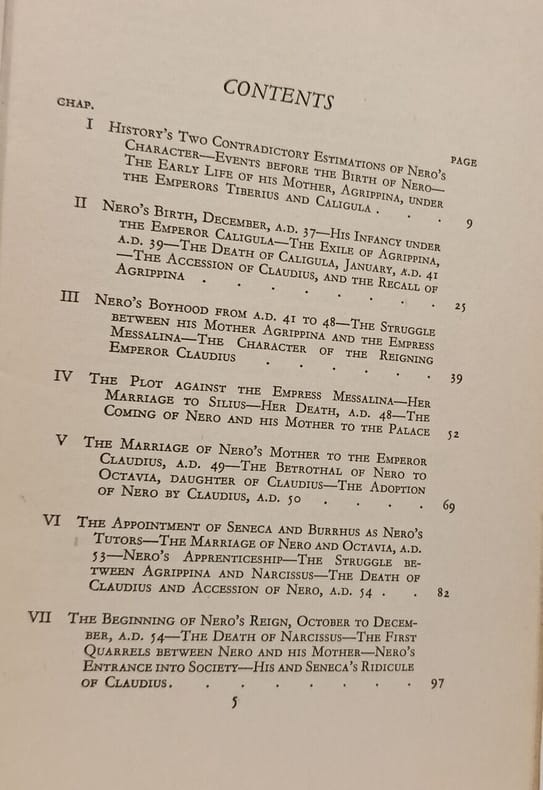 CONTENTS
CHAP.
PAGE
I History's Two Contradictory Estimations of Nero's
Character—Events before the Birth of Nero—
The Early Life of his Mother, Agrippina, under
the Emperors Tiberius and Caligula . . . 9
II Nero's Birth, December, A.D. 37—His Infancy under
the Emperor Caligula—The Exile of Agrippina,
A.D. 39—The Death of Caligula, January, A.D. 41
—The Accession of Claudius, and the Recall of
Agrippina . . . . . . . . 25
III Nero's Boyhood from A.D. 41 to 48—The Struggle
between his Mother Agrippina and the Empress
Messalina—The Character of the Reigning
Emperor Claudius . . . . . . 39
IV The Plot against the Empress Messalina—Her
Marriage to Silius—Her Death, A.D. 48—The
Coming of Nero and his Mother to the Palace 52
V The Marriage of Nero's Mother to the Emperor
Claudius, A.D. 49—The Betrothal of Nero to
Octavia, daughter of Claudius—The Adoption
of Nero by Claudius, A.D. 50 . . . . 69
VI The Appointment of Seneca and Burrhus as Nero's
Tutors—The Marriage of Nero and Octavia, A.D.
53—Nero's Apprenticeship—The Struggle be-
tween Agrippina and Narcissus—The Death of
Claudius and Accession of Nero, A.D. 54 . . 82
VII The Beginning of Nero's Reign, October to Decem-
ber, A.D. 54—The Death of Narcissus—The First
Quarrels between Nero and his Mother—Nero's
Entrance into Society—His and Seneca's Ridicule
of Claudius . . . . . . . . 97
5